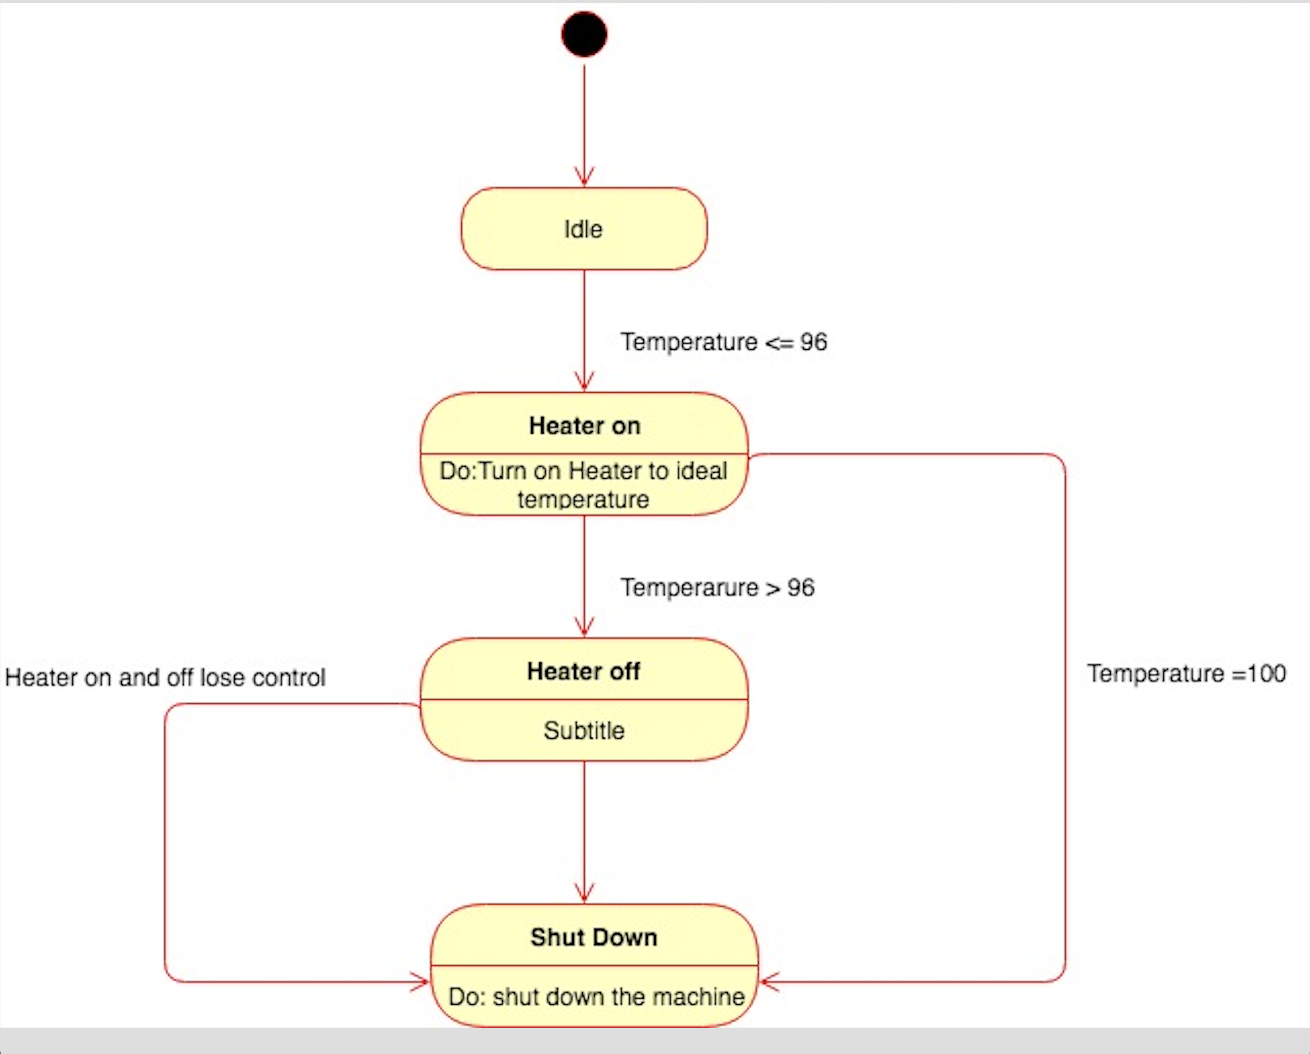 Idle
Temperature <= 96
Heater on
Do:Turn on Heater to ideal
temperature
Temperarure > 96
Heater off
Heater on and off lose control
Temperature =100
Subtitle
Shut Down
Do: shut down the machine